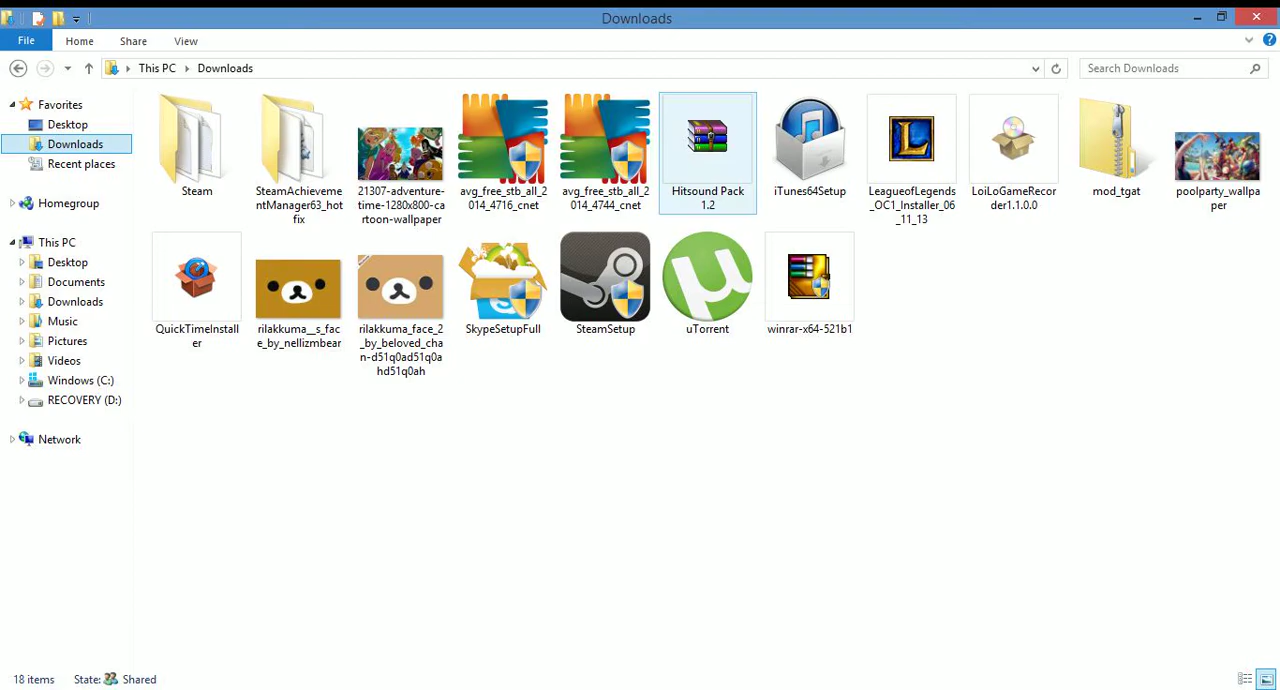 Downloads
File
Home
Share
View
This PC
Downloads
Search Downloads
Favorites
Desktop
Downloads
Recent places
Homegroup
This PC
Desktop
Documents
Downloads
Music
Pictures
Videos
Windows (C:)
RECOVERY (D:)
Network
Steam
SteamAchieveme
ntManager63_hot
fix
21307-adventure-
time-1280x800-ca
rtoon-wallpaper
avg_free_stb_all_2
014_4716_cnet
avg_free_stb_all_2
014_4744_cnet
Hitsound Pack
1.2
iTunes64Setup
LeagueofLegends
_OC1_Installer_06
_11_13
LoiLoGameRecor
der1.1.0.0
mod_tgat
poolparty_wallpa
per
QuickTimeInstall
er
rilakkuma__s_fac
e_by_nellizmbear
rilakkuma_face_2
_by_beloved_cha
n-d51q0ad51q0a
hd51q0ah
SkypeSetupFull
SteamSetup
uTorrent
winrar-x64-521b1
18 items
State:
Shared